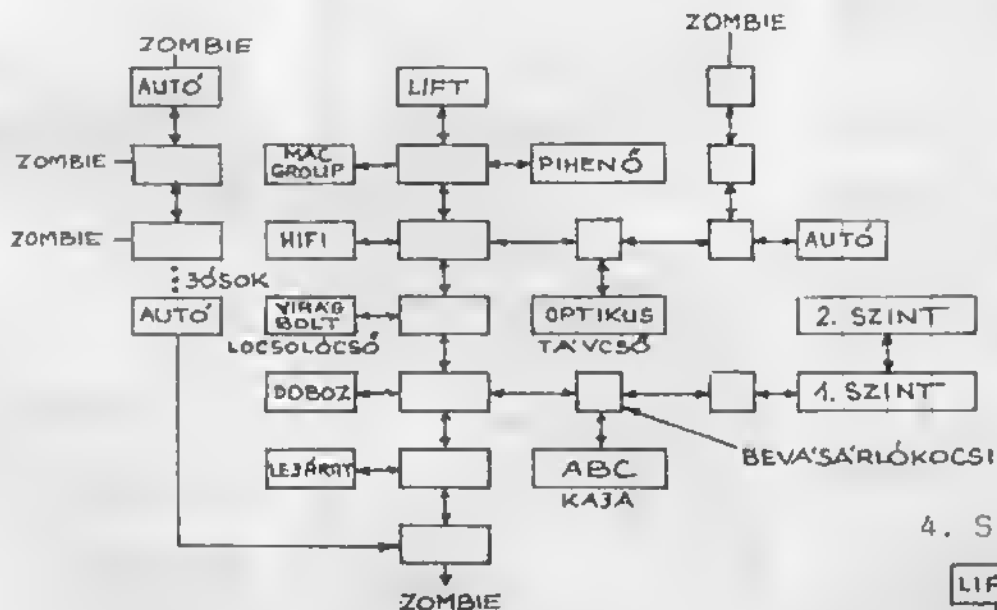 ZOMBIE
ZOMBIE
AUTÓ
LIFT
ZOMBIE
MAC
GROUP
PIHENŐ
ZOMBIE
HIFI
AUTÓ
3ÓSOK
AUTÓ
VIRÁG
BOLT
LOCSOLÓCSŐ
OPTIKUS
TÁVCSŐ
2. SZINT
DOBOZ
1. SZINT
BEVÁSÁRLÓKOCSI
LEJÁRAT
ABC
KAJA
4. S
LIF
ZOMBIE